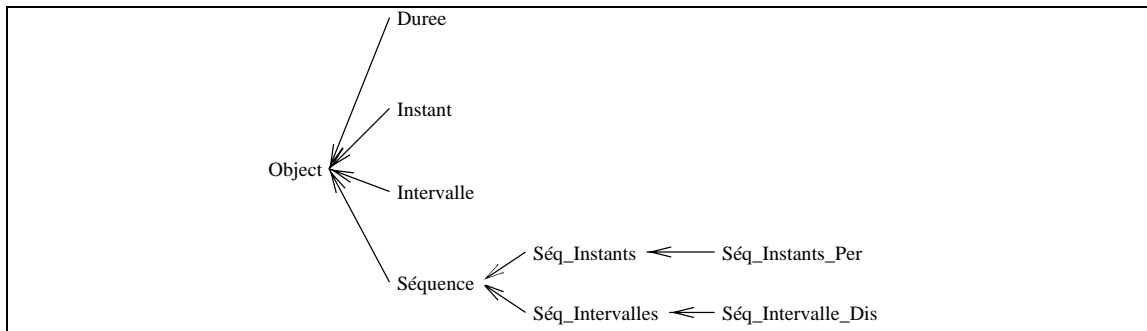 Duree
Instant
Object
Intervalle
Séq_Instants Séq_Instants_Per
Séquence
Séq_Intervalles Séq_Intervalle_Dis